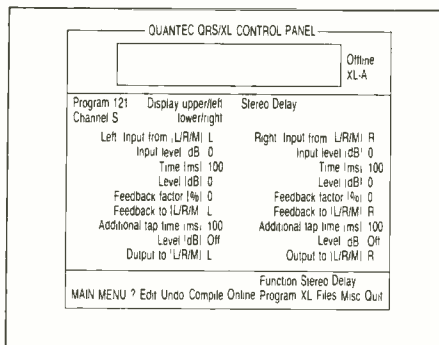 QUANTEC QRS/XL CONTROL PANEL
Offline
XL-A
Program 121 Display upper/left Stereo Delay
Channel S lower/right
Left Input from (L/R/M) L Right Input from (L/R/M) R
Input level (dB) 0 Input level (dB) 0
Time (ms) 100 Time (ms) 100
Level (dB) 0 Level (dB) 0
Feedback factor (%) 0 Feedback factor (%) 0
Feedback to (L/R/M) L Feedback to (L/R/M) R
Additional tap time (ms) 100 Additional tap time (ms) 100
Level (dB) Off Level (dB) Off
Output to (L/R/M) L Output to (L/R/M) R
Function Stereo Delay
MAIN MENU ? Edit Undo Compile Online Program XL Files Misc Quit